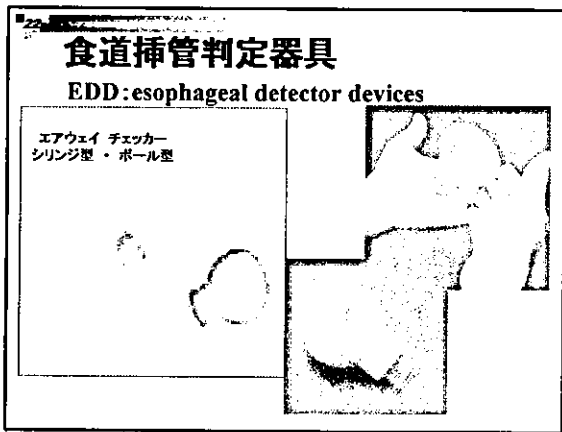 食道挿管判定器具
EDD:esophageal detector devices
エアウェイ チェッカー
シリンジ型 ・ ボール型